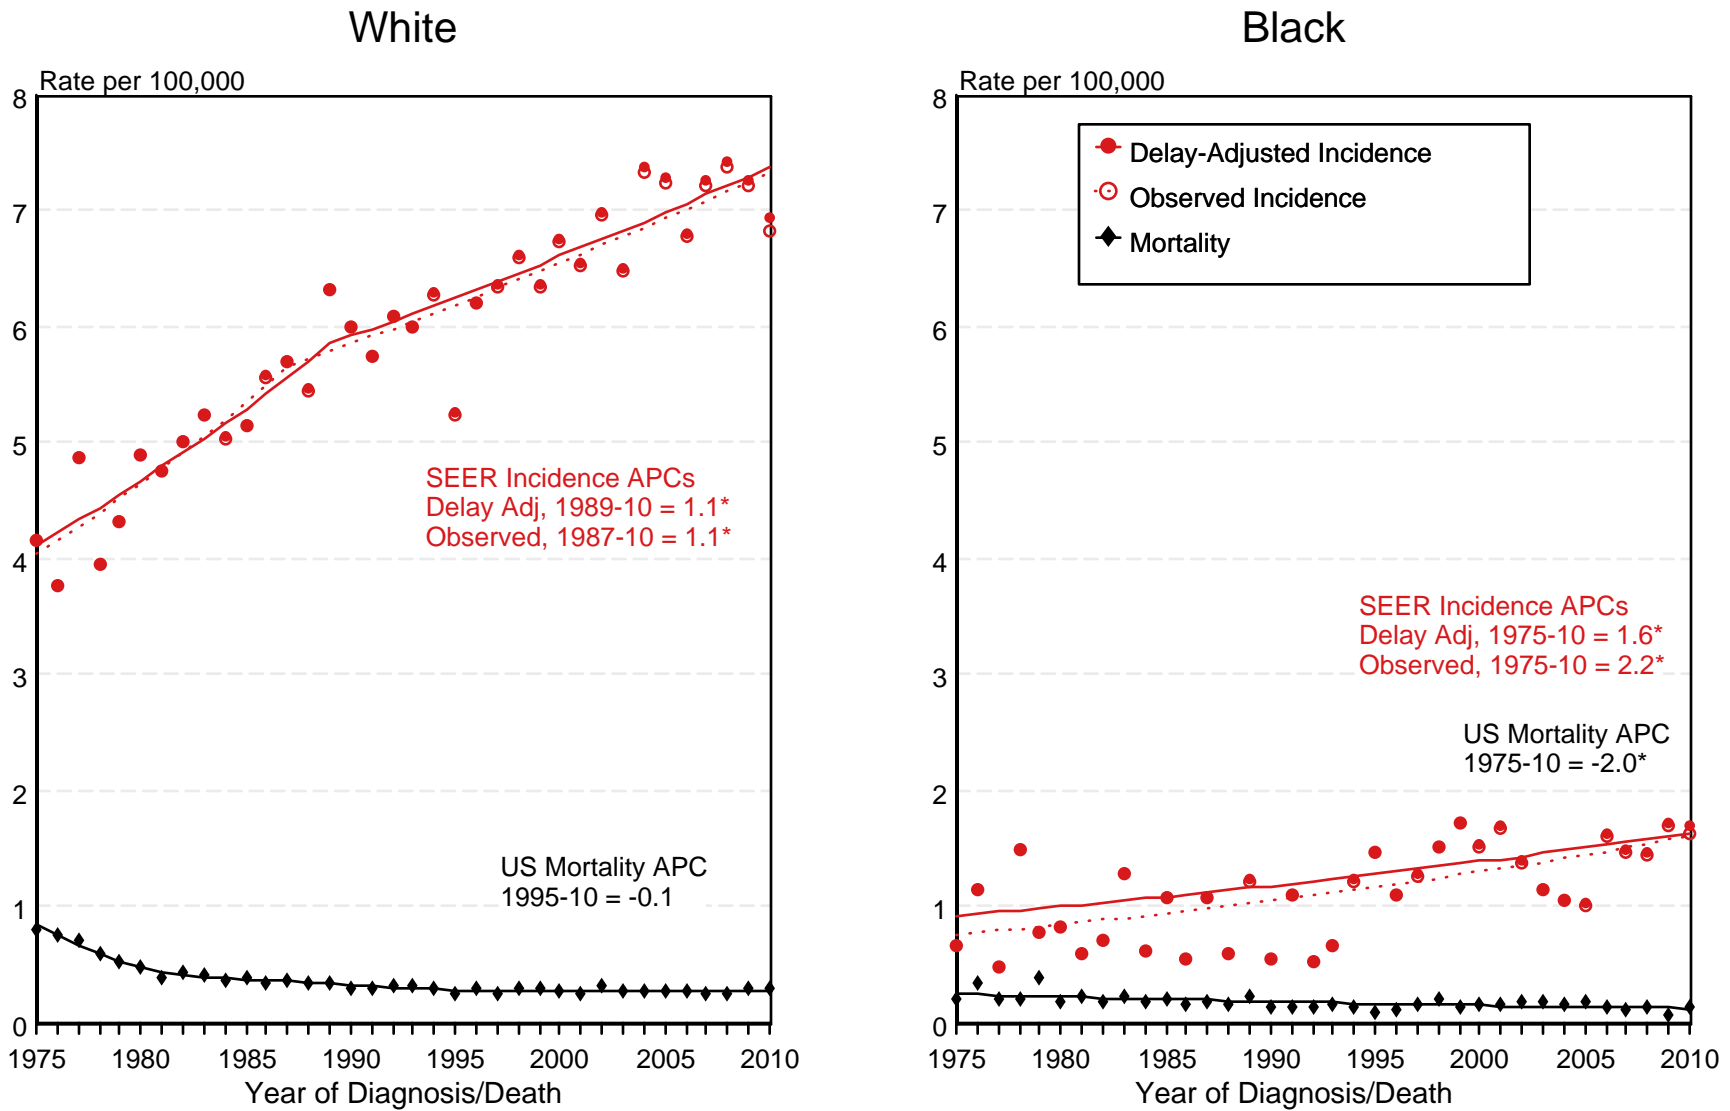 White
Rate per 100,000
8
7
6
5
4
3
2
1
0
SEER Incidence APCs
Delay Adj, 1989-10 = 1.1*
Observed, 1987-10 = 1.1*
US Mortality APC
1995-10 = -0.1
1975 1980 1985 1990 1995 2000 2005 2010
Year of Diagnosis/Death
Black
Rate per 100,000
8
7
6
5
4
3
2
1
0
Delay-Adjusted Incidence
Observed Incidence
Mortality
SEER Incidence APCs
Delay Adj, 1975-10 = 1.6*
Observed, 1975-10 = 2.2*
US Mortality APC
1975-10 = -2.0*
1975 1980 1985 1990 1995 2000 2005 2010
Year of Diagnosis/Death